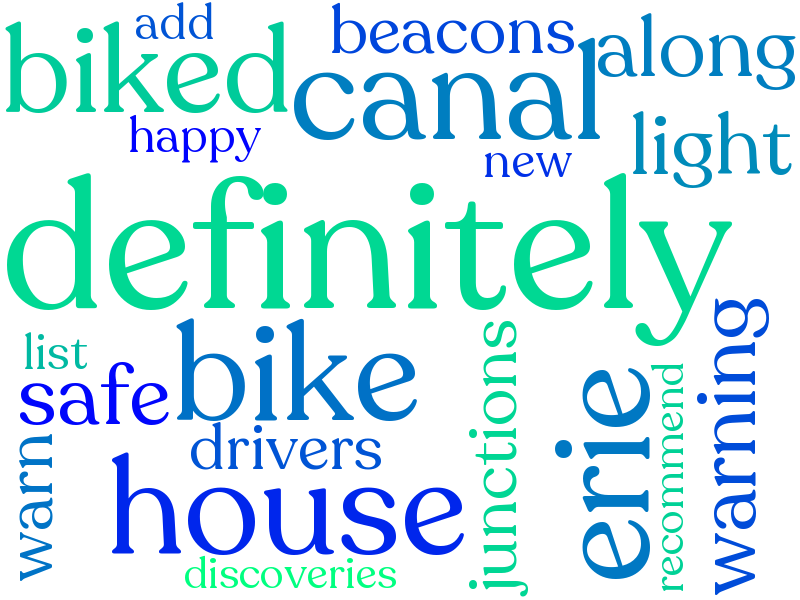 add
beacons
biked
canal
along
happy
new
light
definitely
list
safe
bike
junctions
erie
recommend
warning
warn
drivers
house
discoveries